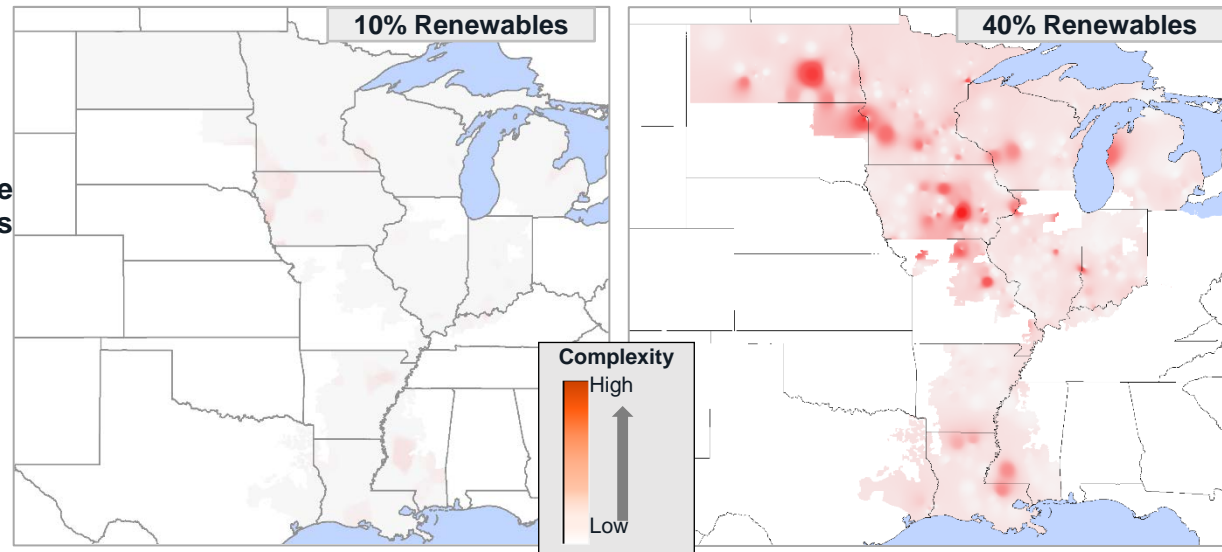 10% Renewables
40% Renewables
e
s
Complexity
High
Low